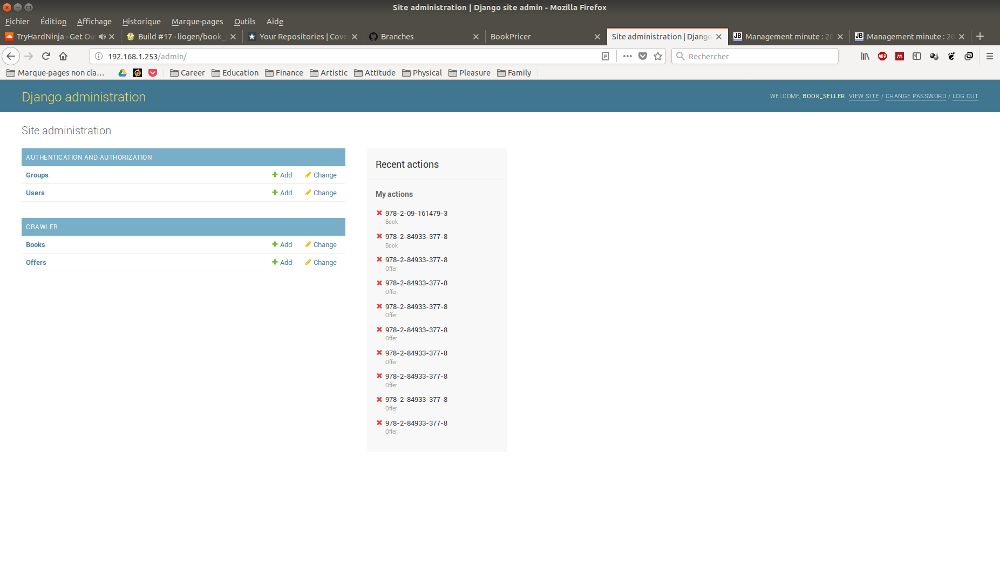 Site administration | Django site admin - Mozilla Firefox
Fichier Édition Affichage Historique Marque-pages Outils Aide
TryHardNinja - Get Ou Build #17 - liogen/book_ Your Repositories | Cove Branches BookPricer Site administration | Django Management minute : 20 Management minute : 20
192.168.1.253/admin/ Rechercher
Marque-pages non cla… Career Education Finance Artistic Attitude Physical Pleasure Family
Django administration
WELCOME, BOOK_SELLER. VIEW SITE / CHANGE PASSWORD / LOG OUT
Site administration
AUTHENTICATION AND AUTHORIZATION
Groups Add Change
Users Add Change
CRAWLER
Books Add Change
Offers Add Change
Recent actions
My actions
978-2-09-161479-3
Book
978-2-84933-377-8
Book
978-2-84933-377-8
Offer
978-2-84933-377-8
Offer
978-2-84933-377-8
Offer
978-2-84933-377-8
Offer
978-2-84933-377-8
Offer
978-2-84933-377-8
Offer
978-2-84933-377-8
Offer
978-2-84933-377-8
Offer